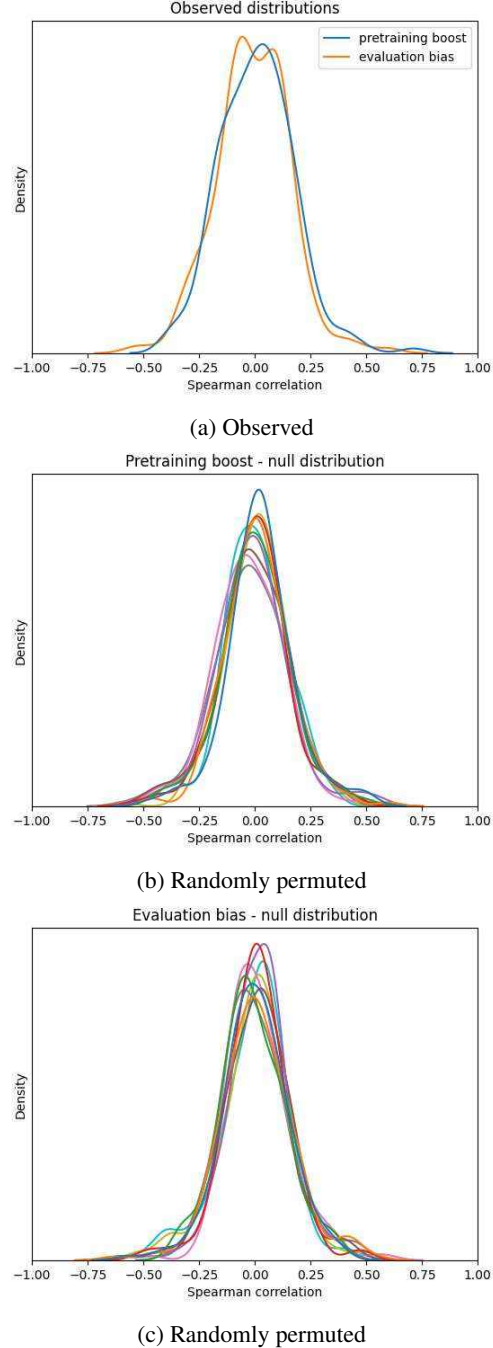 Observed distributions
pretraining boost
evaluation bias
Density
−1.00 −0.75 −0.50 −0.25 0.00 0.25 0.50 0.75 1.00
Spearman correlation
(a) Observed
Pretraining boost - null distribution
Density
−1.00 −0.75 −0.50 −0.25 0.00 0.25 0.50 0.75 1.00
Spearman correlation
(b) Randomly permuted
Evaluation bias - null distribution
Density
−1.00 −0.75 −0.50 −0.25 0.00 0.25 0.50 0.75 1.00
Spearman correlation
(c) Randomly permuted